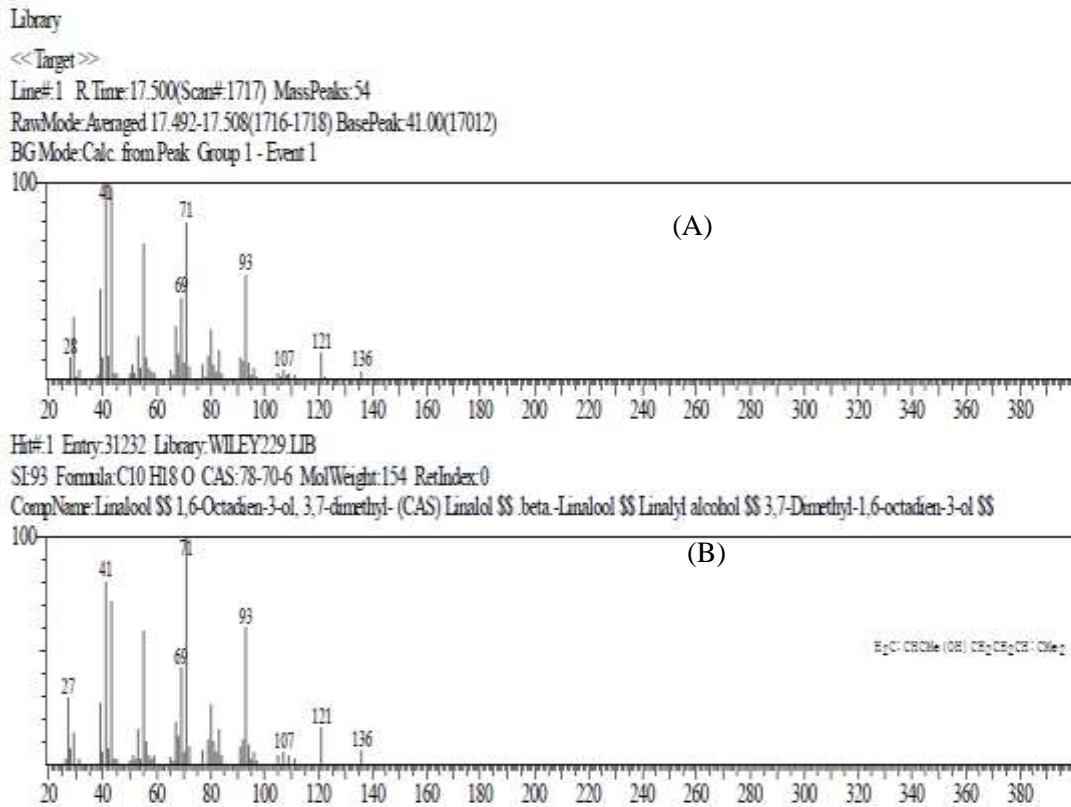 Library
<<Target>>
Line#:1 R.Time:17.500(Scan#:1717) MassPeaks:54
RawMode:Averaged 17.492-17.508(1716-1718) BasePeak:41.00(17012)
BG Mode:Calc. from Peak Group 1 - Event 1
100
(A)
41
71
93
69
28
107
121
136
20 40 60 80 100 120 140 160 180 200 220 240 260 280 300 320 340 360 380
Hit#:1 Entry:31232 Library:WILEY229.LIB
SI:93 Formula:C10 H18 O CAS:78-70-6 MolWeight:154 RetIndex:0
CompName:Linalool $$ 1,6-Octadien-3-ol, 3,7-dimethyl- (CAS) Linalol $$ .beta.-Linalool $$ Linalyl alcohol $$ 3,7-Dimethyl-1,6-octadien-3-ol $$
100
(B)
71
41
93
69
27
107
121
136
H2C:CHCMe(OH)CH2CH2CH:CMe2
20 40 60 80 100 120 140 160 180 200 220 240 260 280 300 320 340 360 380